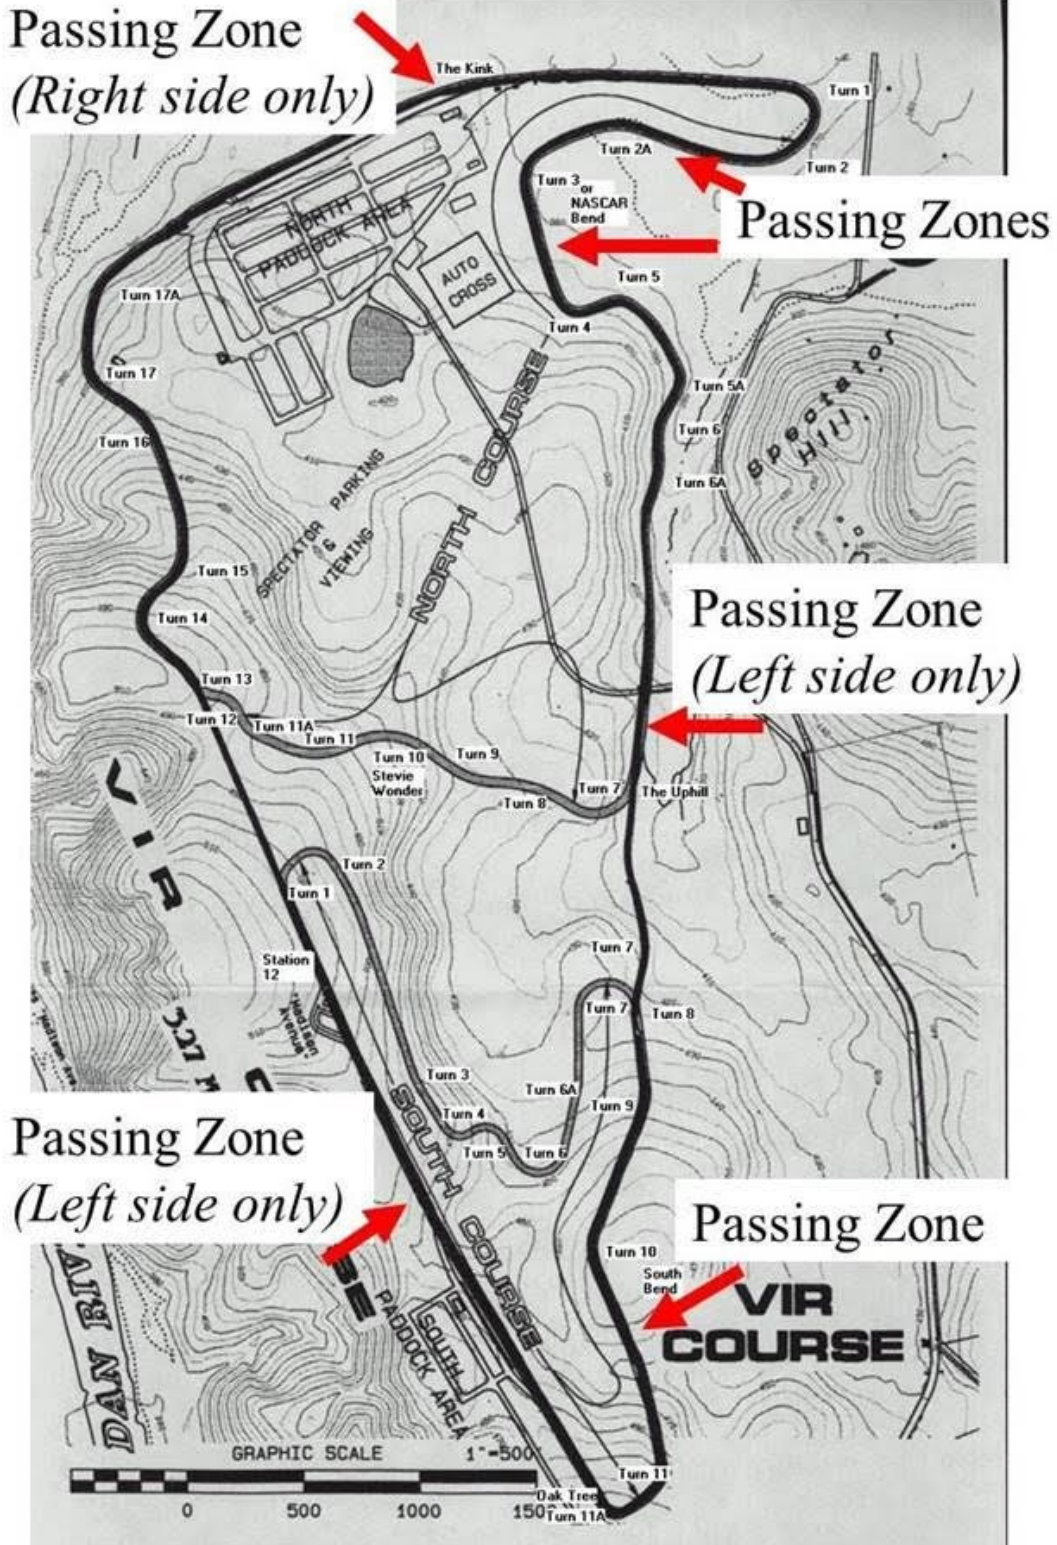 Passing Zone
(Right side only)
The Kink
Turn 1
Turn 2A
Turn 2
Turn 3
or
NASCAR
Bend
Passing Zones
NORTH
PADDOCK AREA
AUTO
CROSS
Turn 5
Turn 17A
Turn 4
Turn 17
Turn 5A
Turn 6
Spectator
Hill
Turn 16
Turn 6A
NORTH COURSE
SPECTATOR PARKING
&
VIEWING
Turn 15
Turn 14
Passing Zone
(Left side only)
Turn 13
Turn 12
Turn 11A
Turn 11
Turn 10
Stevie
Wonder
Turn 9
Turn 8
Turn 7
The Uphill
VIR
Turn 2
Turn 1
Station
12
Turn 7
Turn 7
Turn 8
3.27
Turn 3
Turn 6A
Turn 9
Turn 4
Turn 5
Turn 6
SOUTH COURSE
Passing Zone
(Left side only)
Passing Zone
Turn 10
South
Bend
VIR
COURSE
SOUTH
PADDOCK AREA
DAN
GRAPHIC SCALE 1"=500'
0 500 1000 1500
Turn 11
Oak Tree
Turn 11A